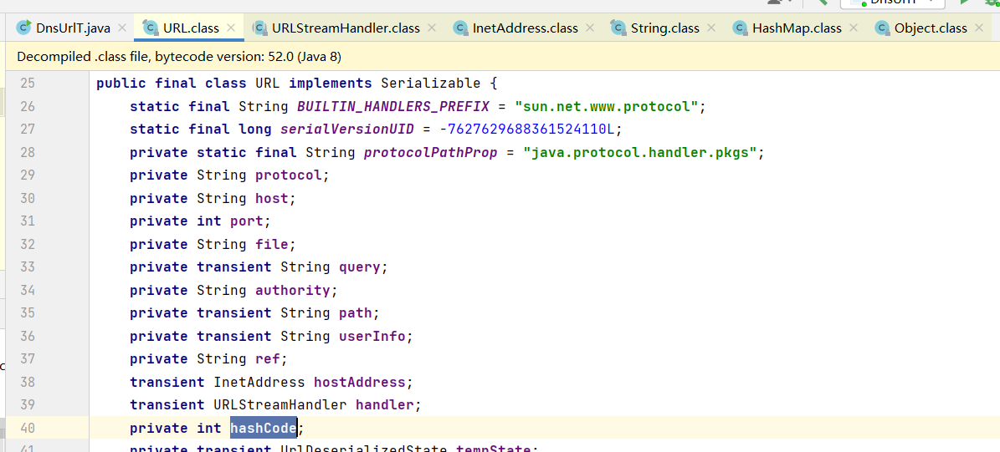 DnsUrlT
DnsUrlT.java URL.class URLStreamHandler.class InetAddress.class String.class HashMap.class Object.class
Decompiled .class file, bytecode version: 52.0 (Java 8)
25 public final class URL implements Serializable {
26 static final String BUILTIN_HANDLERS_PREFIX = "sun.net.www.protocol";
27 static final long serialVersionUID = -7627629688361524110L;
28 private static final String protocolPathProp = "java.protocol.handler.pkgs";
29 private String protocol;
30 private String host;
31 private int port;
32 private String file;
33 private transient String query;
34 private String authority;
35 private transient String path;
36 private transient String userInfo;
37 private String ref;
38 transient InetAddress hostAddress;
39 transient URLStreamHandler handler;
40 private int hashCode;
41 private transient UrlDeserializedState tempState;